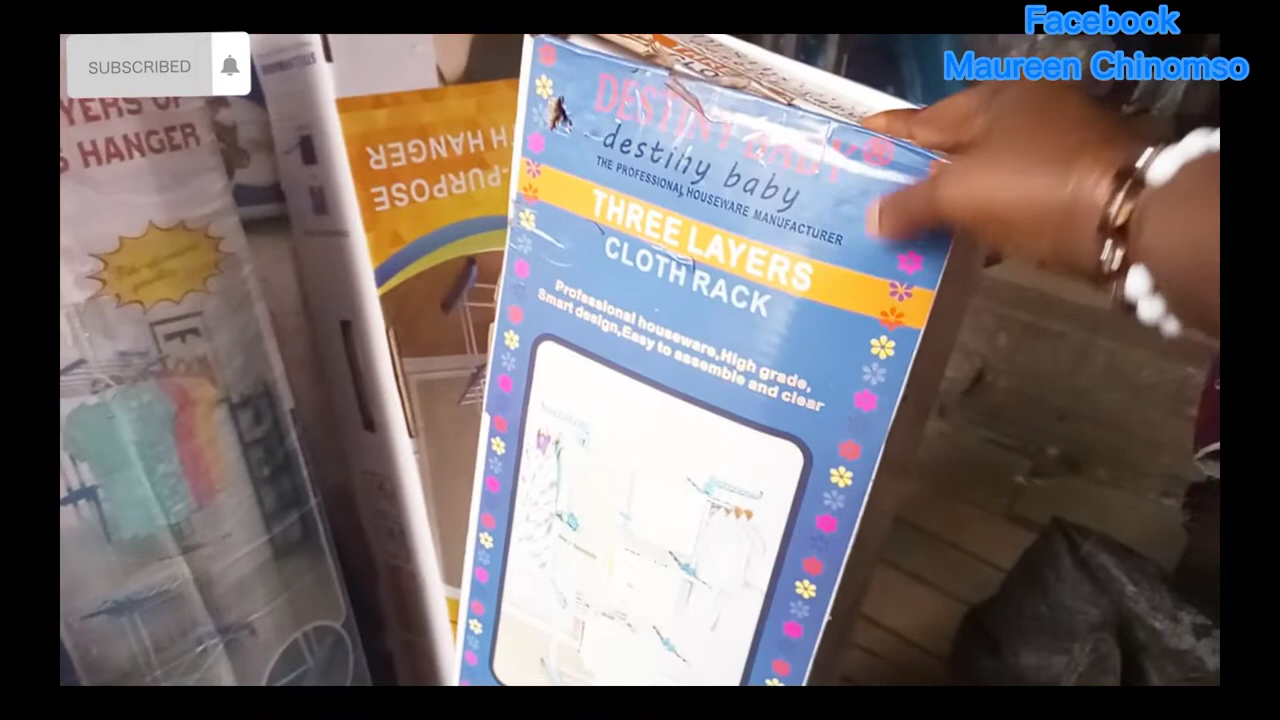 Facebook
Maureen Chinomso
SUBSCRIBED
YERS OF
S HANGER
-PURPOSE
TH HANGER
DESTINY BABY®
destiny baby
THE PROFESSIONAL HOUSEWARE MANUFACTURER
THREE LAYERS
CLOTH RACK
Professional houseware,High grade,
Smart design,Easy to assemble and clear